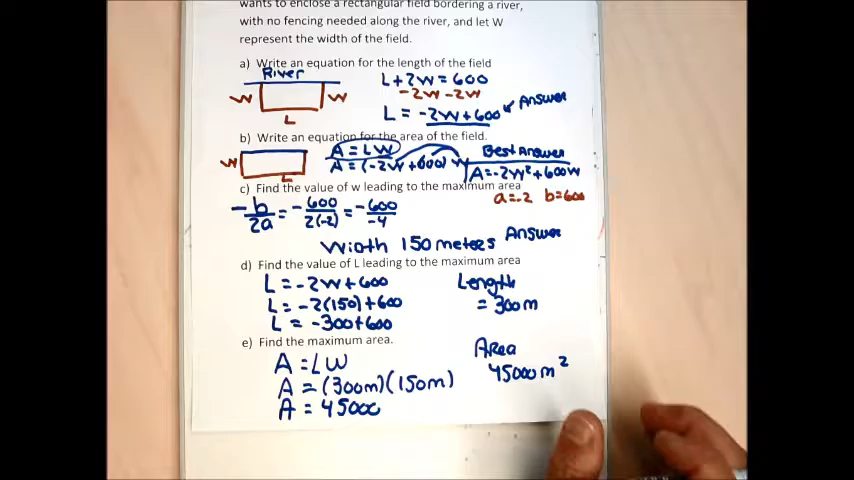 wants to enclose a rectangular field bordering a river,
with no fencing needed along the river, and let W
represent the width of the field.
a) Write an equation for the length of the field
River
W W
L
L+2W=600
-2W -2W
L = -2W+600 Answer
b) Write an equation for the area of the field.
W
L
A = LW
A = (-2W+600) W
Best Answer
A=-2W²+600W
c) Find the value of w leading to the maximum area
a=-2 b=600
-b/2a = -600/2(-2) = -600/-4
Width 150 meters Answer
d) Find the value of L leading to the maximum area
L = -2W+600
L = -2(150)+600
L = -300+600
Length
= 300m
e) Find the maximum area.
A = LW
A = (300m)(150m)
A = 45000
Area
45000m²